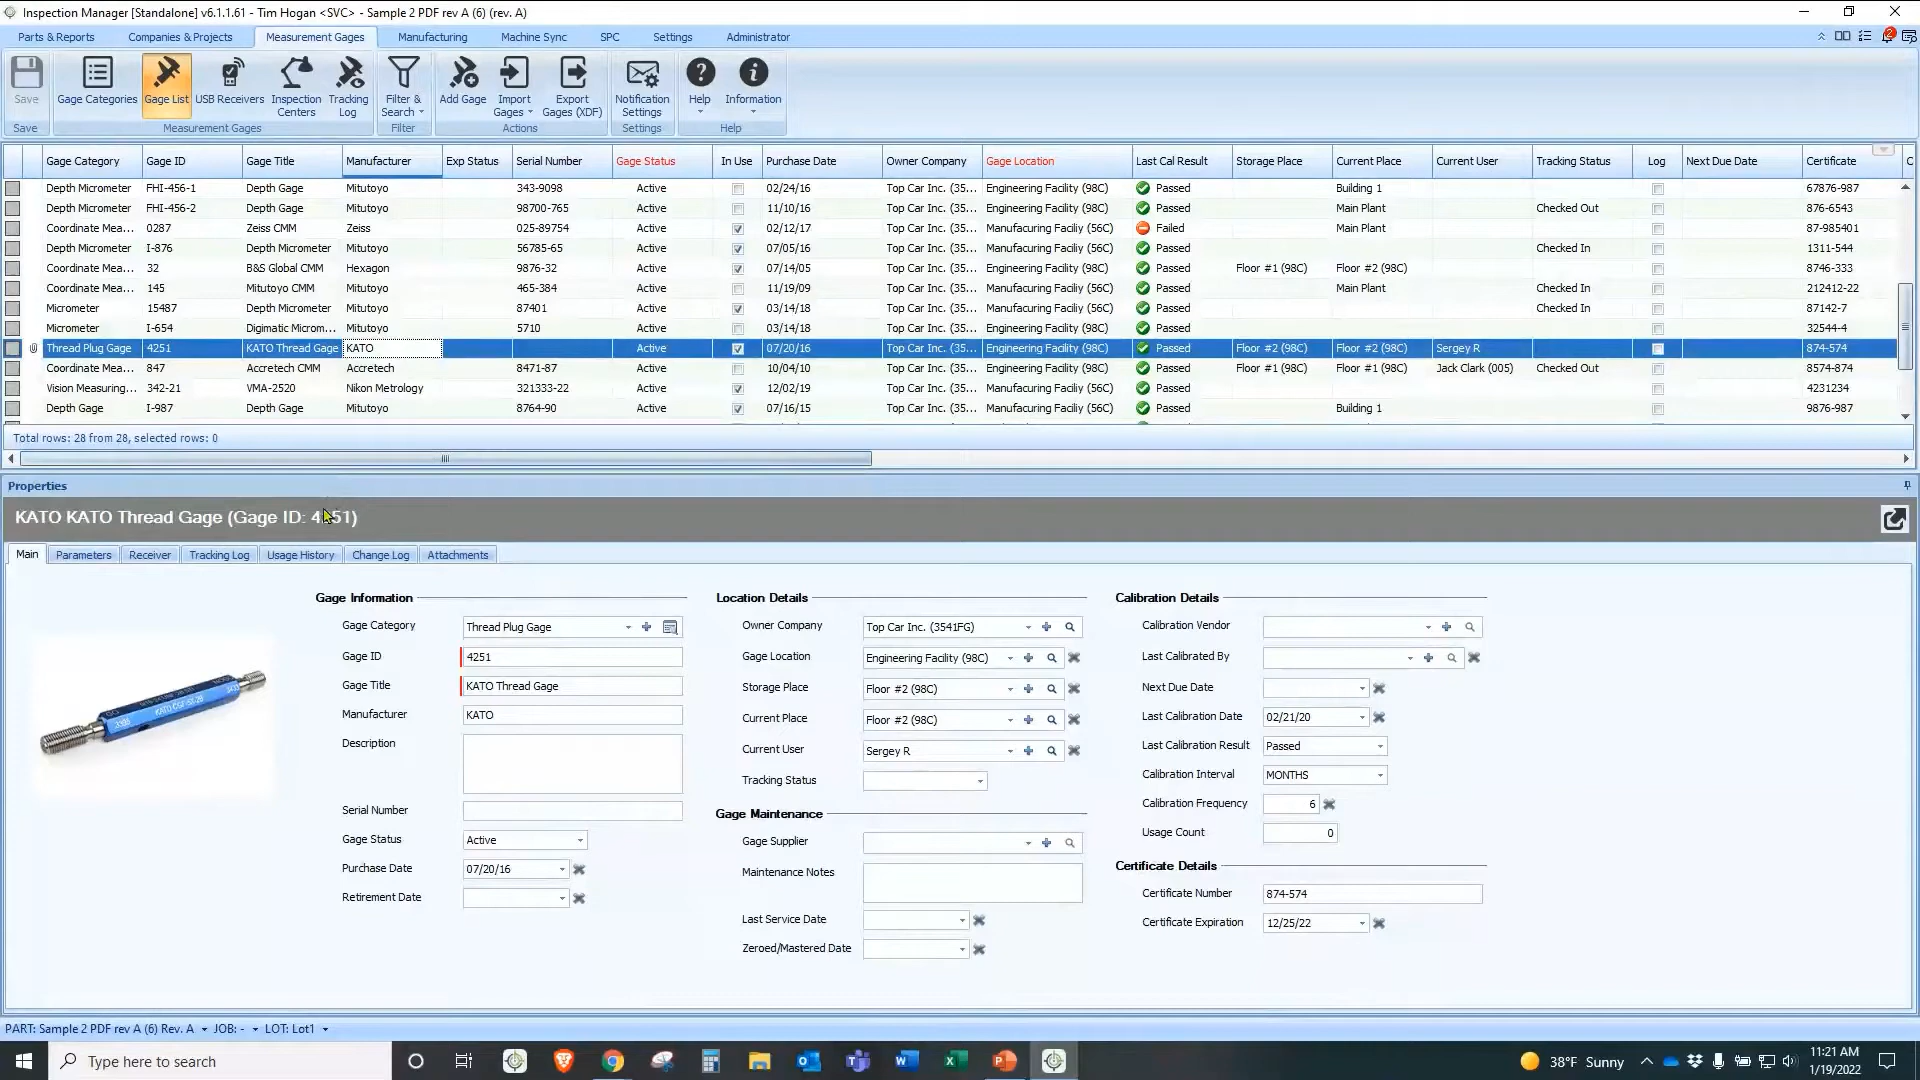 Inspection Manager [Standalone] v6.1.1.61 - Tim Hogan <SVC> - Sample 2 PDF rev A (6) (rev. A)
Parts & Reports Companies & Projects Measurement Gages Manufacturing Machine Sync SPC Settings Administrator
2
Save Gage Categories Gage List USB Receivers Inspection Centers Tracking Log Filter & Search Add Gage Import Gages Export Gages (XDF) Notification Settings Help Information
Save Measurement Gages Filter Actions Settings Help
Gage Category Gage ID Gage Title Manufacturer Exp Status Serial Number Gage Status In Use Purchase Date Owner Company Gage Location Last Cal Result Storage Place Current Place Current User Tracking Status Log Next Due Date Certificate C
Depth Micrometer FHI-456-1 Depth Gage Mitutoyo 343-9098 Active 02/24/16 Top Car Inc. (35... Engineering Facility (98C) Passed Building 1 67876-987
Depth Micrometer FHI-456-2 Depth Gage Mitutoyo 98700-765 Active 11/10/16 Top Car Inc. (35... Engineering Facility (98C) Passed Main Plant Checked Out 876-6543
Coordinate Mea... 0287 Zeiss CMM Zeiss 025-89754 Active 02/12/17 Top Car Inc. (35... Manufacuring Faciliy (56C) Failed Main Plant 87-985401
Depth Micrometer I-876 Depth Micrometer Mitutoyo 56785-65 Active 07/05/16 Top Car Inc. (35... Manufacuring Faciliy (56C) Passed Checked In 1311-544
Coordinate Mea... 32 B&S Global CMM Hexagon 9876-32 Active 07/14/05 Top Car Inc. (35... Engineering Facility (98C) Passed Floor #1 (98C) Floor #2 (98C) 8746-333
Coordinate Mea... 145 Mitutoyo CMM Mitutoyo 465-384 Active 11/19/09 Top Car Inc. (35... Manufacuring Faciliy (56C) Passed Main Plant Checked In 212412-22
Micrometer 15487 Depth Micrometer Mitutoyo 87401 Active 03/14/18 Top Car Inc. (35... Manufacuring Faciliy (56C) Passed Checked In 87142-7
Micrometer I-654 Digimatic Microm... Mitutoyo 5710 Active 03/14/18 Top Car Inc. (35... Engineering Facility (98C) Passed 32544-4
Thread Plug Gage 4251 KATO Thread Gage KATO Active 07/20/16 Top Car Inc. (35... Engineering Facility (98C) Passed Floor #2 (98C) Floor #2 (98C) Sergey R 874-574
Coordinate Mea... 847 Accretech CMM Accretech 8471-87 Active 10/04/10 Top Car Inc. (35... Engineering Facility (98C) Passed Floor #1 (98C) Floor #1 (98C) Jack Clark (005) Checked Out 8574-874
Vision Measuring... 342-21 VMA-2520 Nikon Metrology 321333-22 Active 12/02/19 Top Car Inc. (35... Manufacuring Faciliy (56C) Passed 4231234
Depth Gage I-987 Depth Gage Mitutoyo 8764-90 Active 07/16/15 Top Car Inc. (35... Manufacuring Faciliy (56C) Passed Building 1 9876-987
Total rows: 28 from 28, selected rows: 0
Properties
KATO KATO Thread Gage (Gage ID: 4251)
Main Parameters Receiver Tracking Log Usage History Change Log Attachments
Gage Information
Gage Category Thread Plug Gage
Gage ID 4251
Gage Title KATO Thread Gage
Manufacturer KATO
Description
Serial Number
Gage Status Active
Purchase Date 07/20/16
Retirement Date
Location Details
Owner Company Top Car Inc. (3541FG)
Gage Location Engineering Facility (98C)
Storage Place Floor #2 (98C)
Current Place Floor #2 (98C)
Current User Sergey R
Tracking Status
Gage Maintenance
Gage Supplier
Maintenance Notes
Last Service Date
Zeroed/Mastered Date
Calibration Details
Calibration Vendor
Last Calibrated By
Next Due Date
Last Calibration Date 02/21/20
Last Calibration Result Passed
Calibration Interval MONTHS
Calibration Frequency 6
Usage Count 0
Certificate Details
Certificate Number 874-574
Certificate Expiration 12/25/22
PART: Sample 2 PDF rev A (6) Rev. A JOB: - LOT: Lot1
Type here to search
38°F Sunny
11:21 AM
1/19/2022